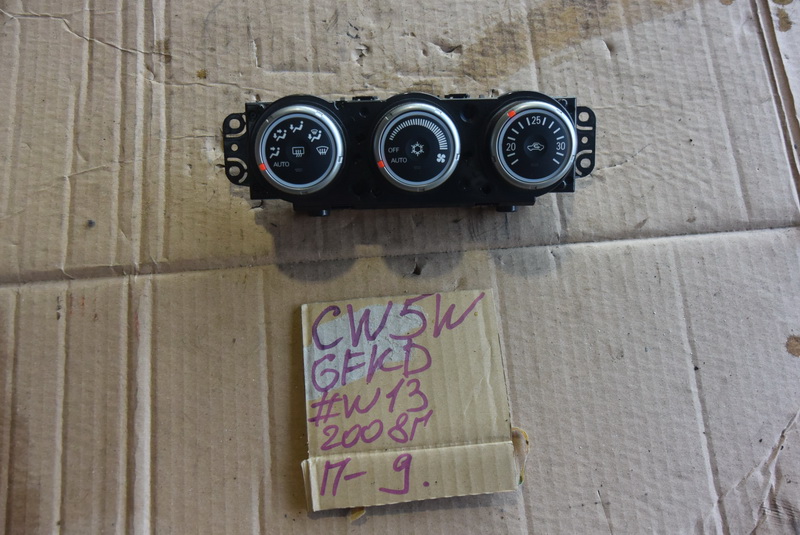 AUTO
OFF
AUTO
20 25 30
CW5W
GFKD
#W13
2008г
П-9.